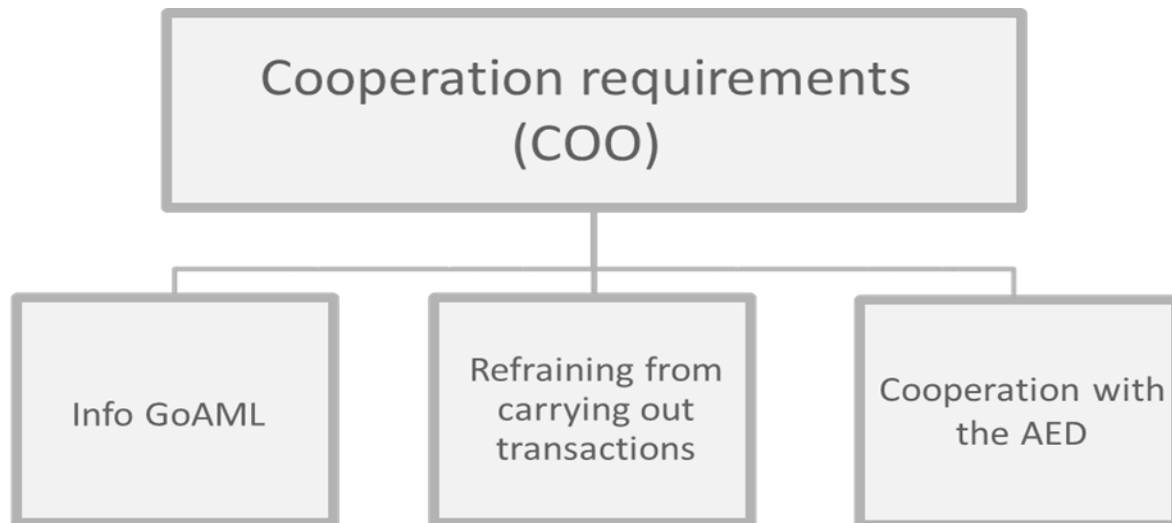 Cooperation requirements
(COO)
Info GoAML
Refraining from
carrying out
transactions
Cooperation with
the AED